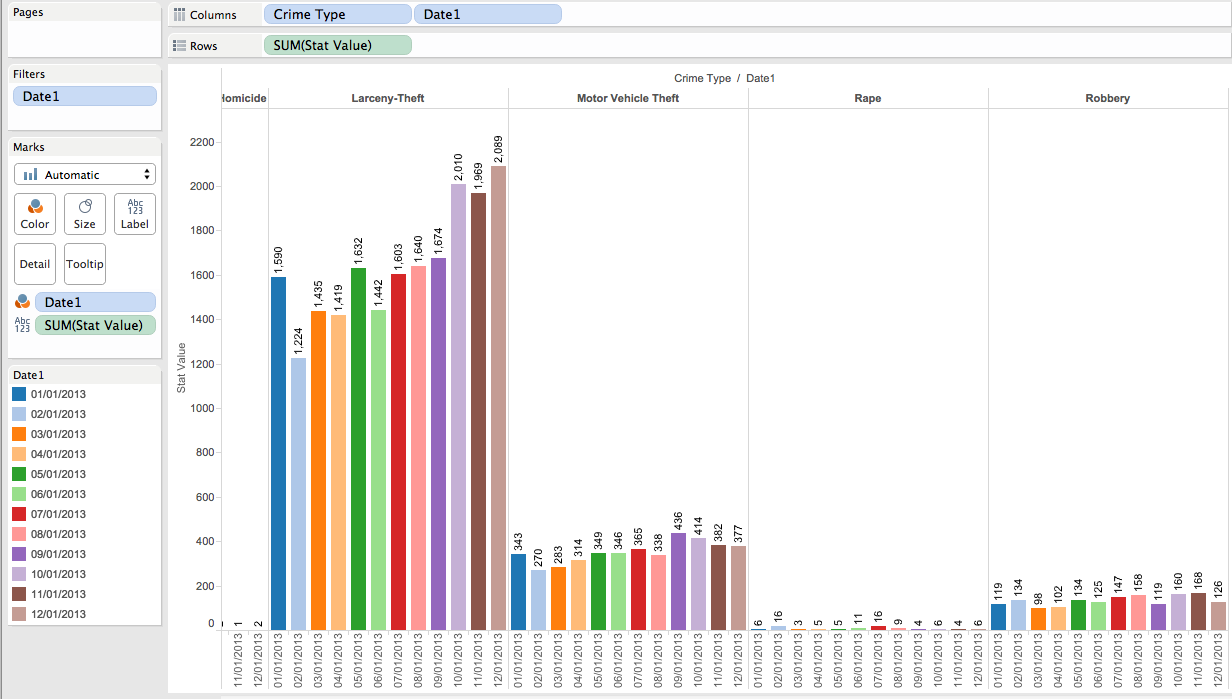 Pages
Columns Crime Type Date1
Rows SUM(Stat Value)
Filters
Date1
Marks
Automatic
Color Size Abc 123 Label
Detail Tooltip
Date1
Abc 123 SUM(Stat Value)
Date1
01/01/2013
02/01/2013
03/01/2013
04/01/2013
05/01/2013
06/01/2013
07/01/2013
08/01/2013
09/01/2013
10/01/2013
11/01/2013
12/01/2013
Crime Type / Date1
Homicide Larceny-Theft Motor Vehicle Theft Rape Robbery
Stat Value
2200
2000
1800
1600
1400
1200
1000
800
600
400
200
0
1 2
1,590 1,224 1,435 1,419 1,632 1,442 1,603 1,640 1,674 2,010 1,969 2,089
343 270 283 314 349 346 365 338 436 414 382 377
6 16 3 5 5 11 16 9 4 6 4 6
119 134 98 102 134 125 147 158 119 160 168 126
11/01/2013 12/01/2013
01/01/2013 02/01/2013 03/01/2013 04/01/2013 05/01/2013 06/01/2013 07/01/2013 08/01/2013 09/01/2013 10/01/2013 11/01/2013 12/01/2013
01/01/2013 02/01/2013 03/01/2013 04/01/2013 05/01/2013 06/01/2013 07/01/2013 08/01/2013 09/01/2013 10/01/2013 11/01/2013 12/01/2013
01/01/2013 02/01/2013 03/01/2013 04/01/2013 05/01/2013 06/01/2013 07/01/2013 08/01/2013 09/01/2013 10/01/2013 11/01/2013 12/01/2013
01/01/2013 02/01/2013 03/01/2013 04/01/2013 05/01/2013 06/01/2013 07/01/2013 08/01/2013 09/01/2013 10/01/2013 11/01/2013 12/01/2013